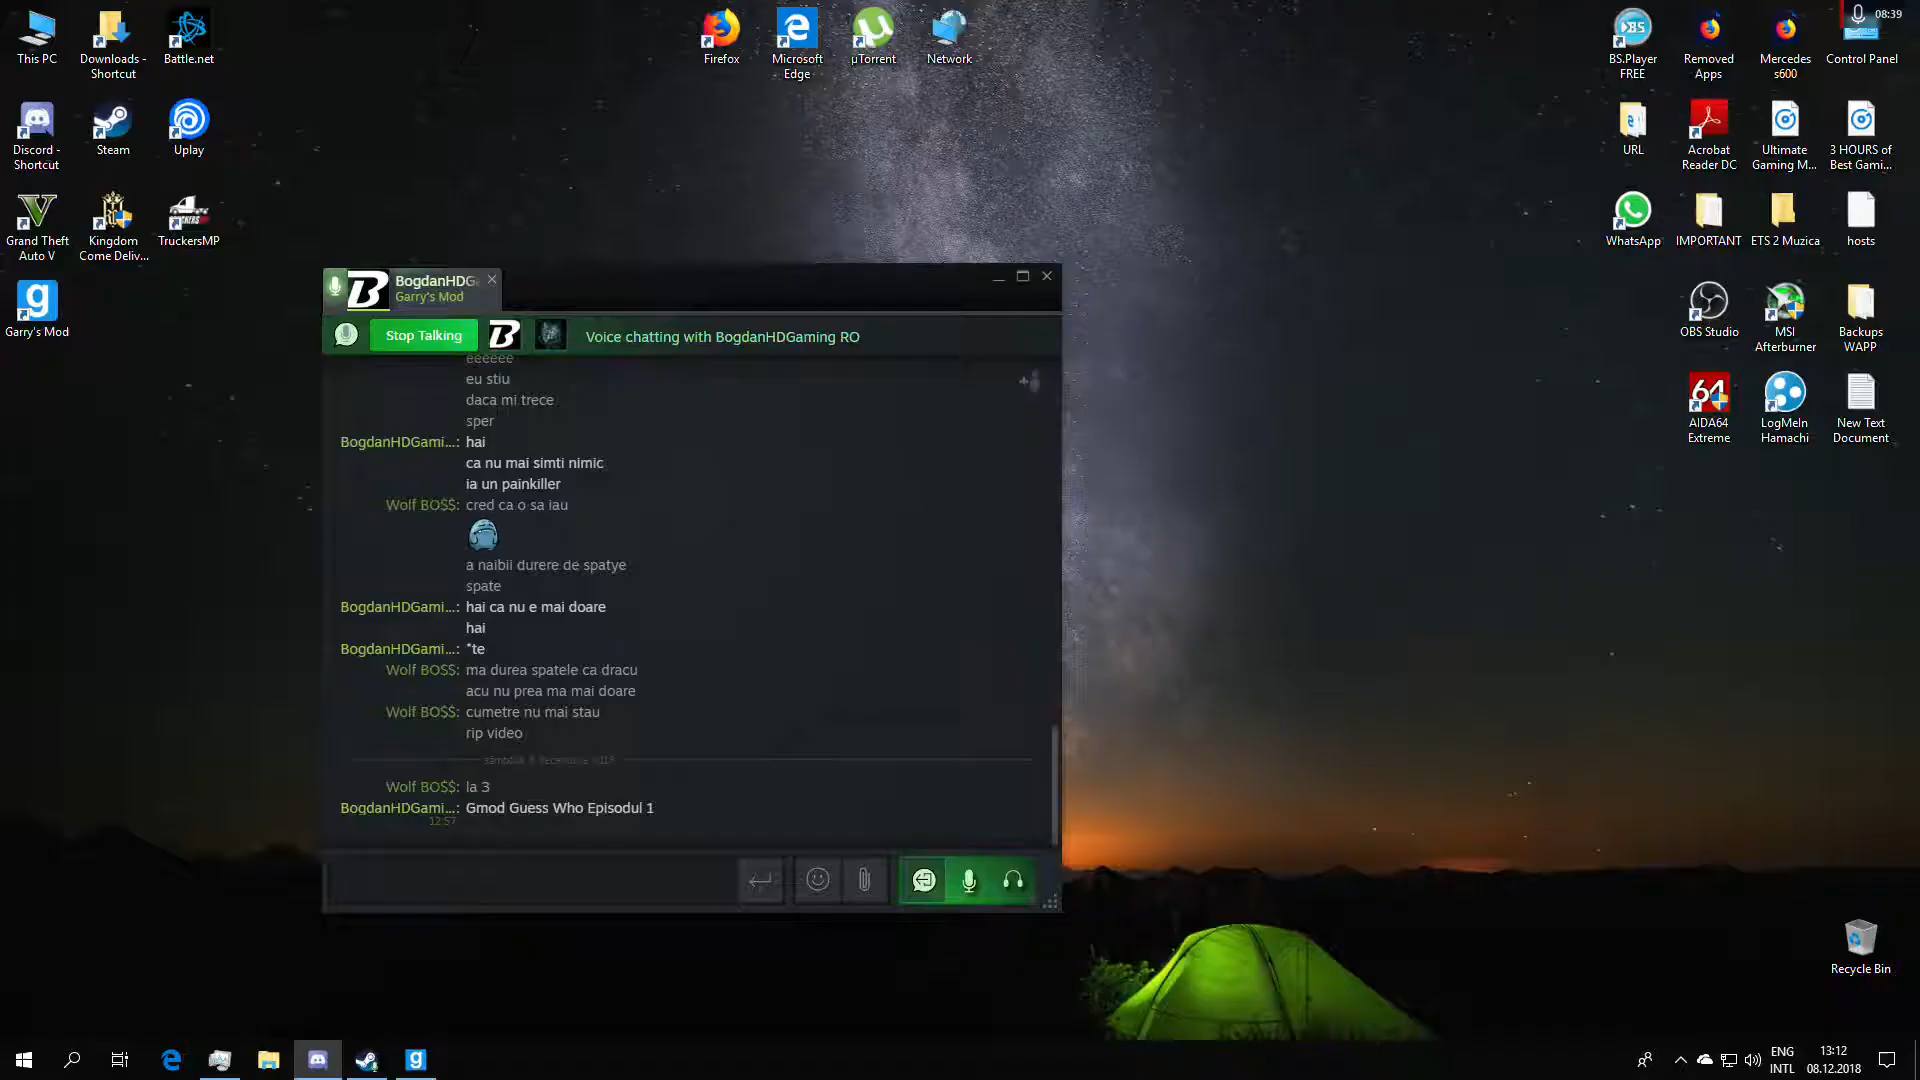 This PC
Downloads -
Shortcut
Battle.net
Firefox
Microsoft
Edge
µTorrent
Network
BS.Player
FREE
Removed
Apps
Mercedes
s600
Control Panel
08:39
Discord -
Shortcut
Steam
Uplay
URL
Acrobat
Reader DC
Ultimate
Gaming M...
3 HOURS of
Best Gami...
Grand Theft
Auto V
Kingdom
Come Deliv...
TruckersMP
WhatsApp
IMPORTANT
ETS 2 Muzica
hosts
Garry's Mod
OBS Studio
MSI
Afterburner
Backups
WAPP
64
AIDA64
Extreme
LogMeIn
Hamachi
New Text
Document
BogdanHDG
Garry's Mod
Stop Talking
Voice chatting with BogdanHDGaming RO
eeeeee
eu stiu
daca mi trece
sper
BogdanHDGami...: hai
ca nu mai simti nimic
ia un painkiller
Wolf BO$$: cred ca o sa iau
a naibii durere de spatye
spate
BogdanHDGami...: hai ca nu e mai doare
hai
BogdanHDGami...: *te
Wolf BO$$: ma durea spatele ca dracu
acu nu prea ma mai doare
Wolf BO$$: cumetre nu mai stau
rip video
Wolf BO$$: la 3
BogdanHDGami...: Gmod Guess Who Episodul 1
12:57
Recycle Bin
ENG
INTL
13:12
08.12.2018